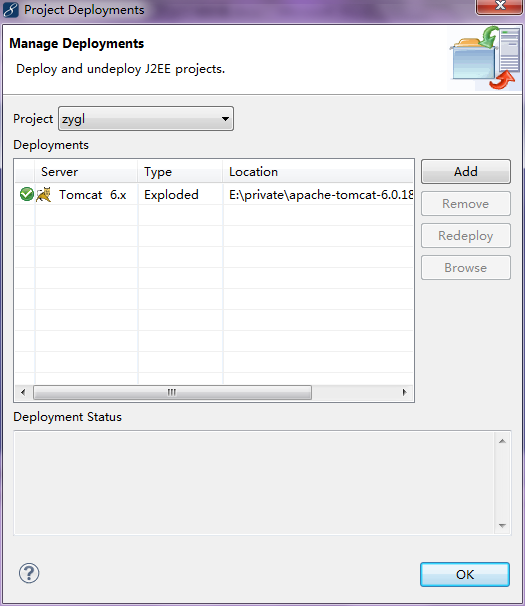 Project Deployments
Manage Deployments
Deploy and undeploy J2EE projects.
Project zygl
Deployments
Server Type Location
Tomcat 6.x Exploded E:\private\apache-tomcat-6.0.18
Add
Remove
Redeploy
Browse
Deployment Status
OK